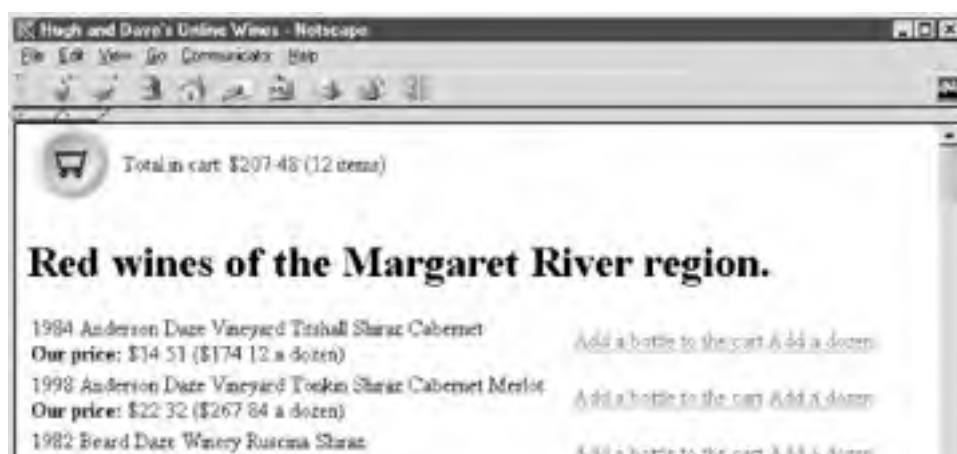 Hugh and Dave's Online Wines - Netscape
File Edit View Go Communicator Help
Total in cart: $207.48 (12 items)
Red wines of the Margaret River region.
1984 Anderson Daze Vineyard Titshall Shiraz Cabernet
Add a bottle to the cart Add a dozen
Our price: $14.51 ($174.12 a dozen)
1998 Anderson Daze Vineyard Tonkin Shiraz Cabernet Merlot
Add a bottle to the cart Add a dozen
Our price: $22.32 ($267.84 a dozen)
1982 Beard Daze Winery Ruscina Shiraz
Add a bottle to the cart Add a dozen